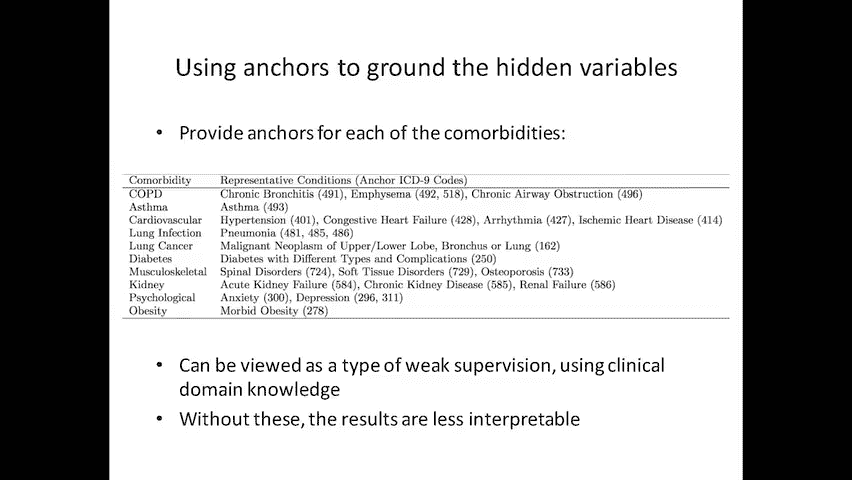 Using anchors to ground the hidden variables
• Provide anchors for each of the comorbidities:
Comorbidity Representative Conditions (Anchor ICD-9 Codes)
COPD Chronic Bronchitis (491), Emphysema (492, 518), Chronic Airway Obstruction (496)
Asthma Asthma (493)
Cardiovascular Hypertension (401), Congestive Heart Failure (428), Arrhythmia (427), Ischemic Heart Disease (414)
Lung Infection Pneumonia (481, 485, 486)
Lung Cancer Malignant Neoplasm of Upper/Lower Lobe, Bronchus or Lung (162)
Diabetes Diabetes with Different Types and Complications (250)
Musculoskeletal Spinal Disorders (724), Soft Tissue Disorders (729), Osteoporosis (733)
Kidney Acute Kidney Failure (584), Chronic Kidney Disease (585), Renal Failure (586)
Psychological Anxiety (300), Depression (296, 311)
Obesity Morbid Obesity (278)
• Can be viewed as a type of weak supervision, using clinical
domain knowledge
• Without these, the results are less interpretable